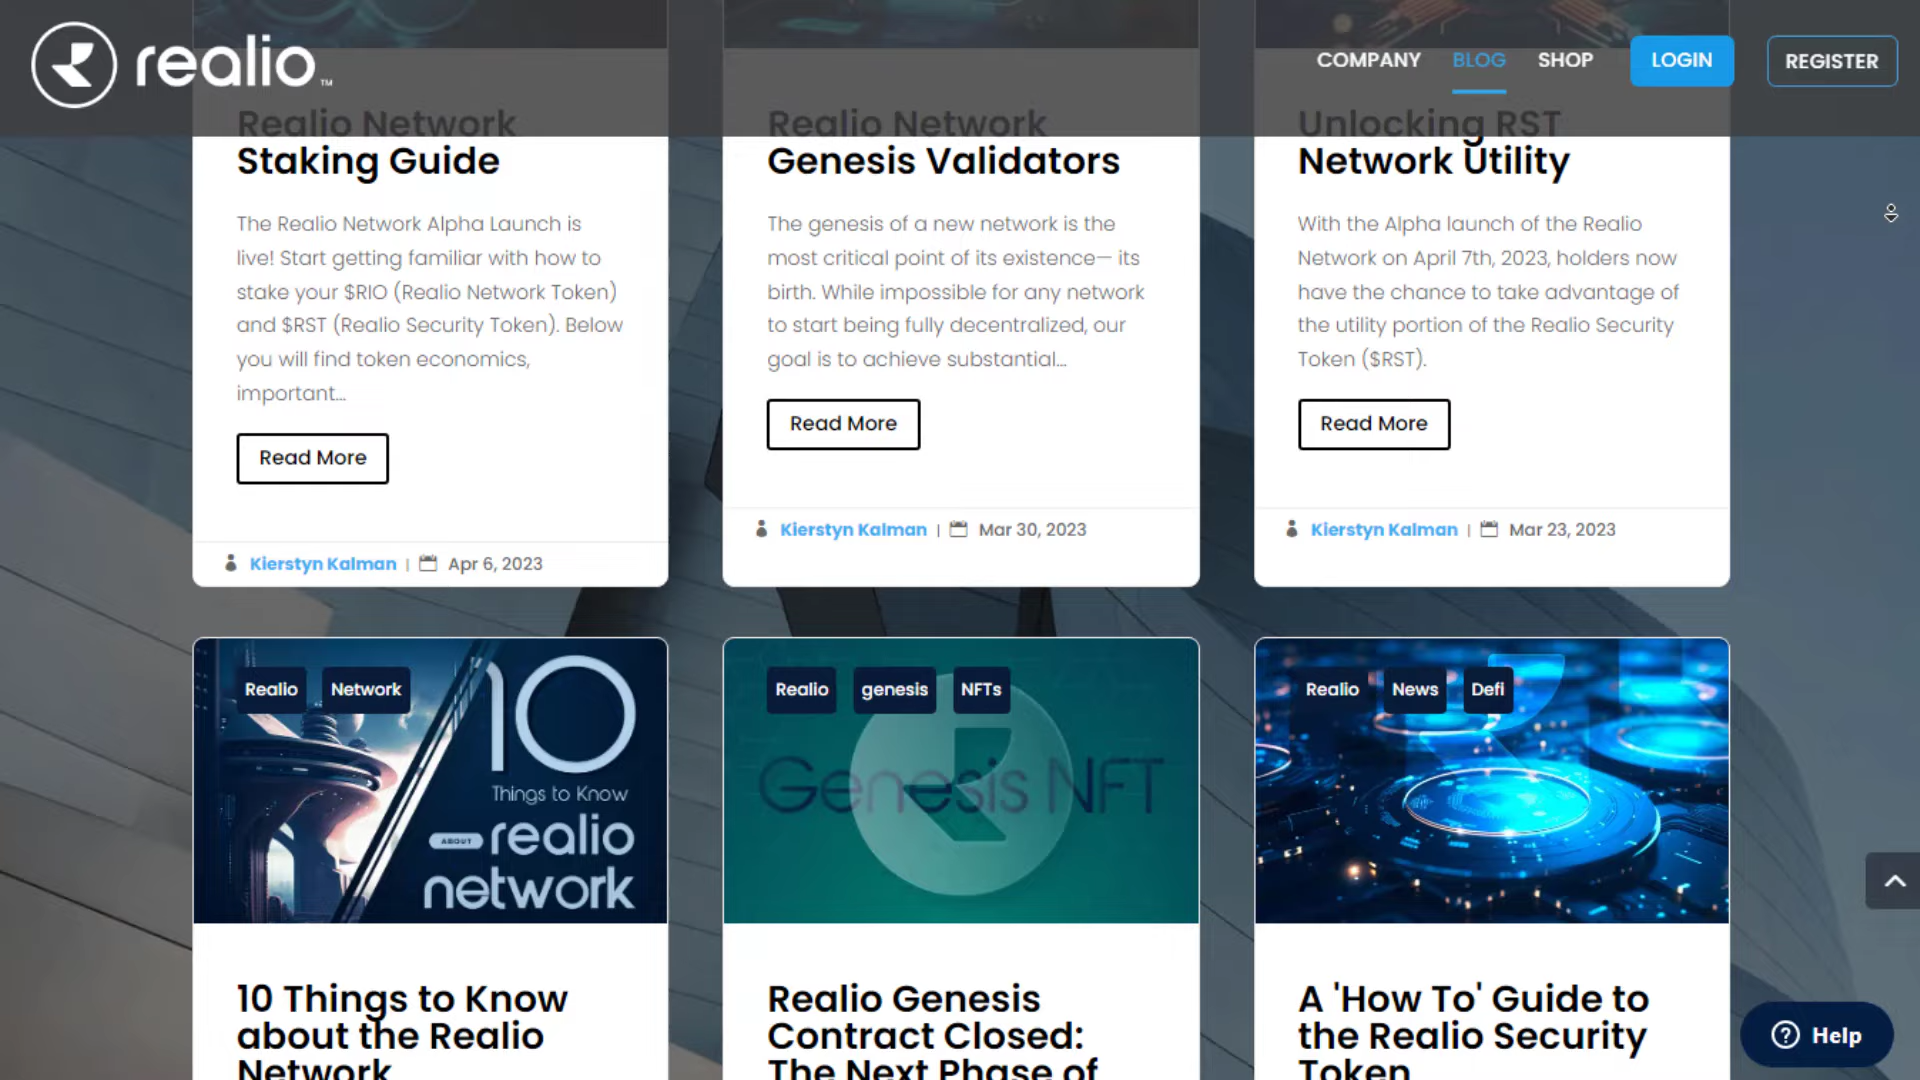 realio™
COMPANY
BLOG
SHOP
LOGIN
REGISTER
Realio Network
Staking Guide
The Realio Network Alpha Launch is
live! Start getting familiar with how to
stake your $RIO (Realio Network Token)
and $RST (Realio Security Token). Below
you will find token economics,
important...
Read More
Kierstyn Kalman | Apr 6, 2023
Realio Network
Genesis Validators
The genesis of a new network is the
most critical point of its existence— its
birth. While impossible for any network
to start being fully decentralized, our
goal is to achieve substantial...
Read More
Kierstyn Kalman | Mar 30, 2023
Unlocking RST
Network Utility
With the Alpha launch of the Realio
Network on April 7th, 2023, holders now
have the chance to take advantage of
the utility portion of the Realio Security
Token ($RST).
Read More
Kierstyn Kalman | Mar 23, 2023
Realio Network
10
Things to Know
ABOUT realio
network
10 Things to Know
about the Realio
Network
Realio genesis NFTs
Genesis NFT
Realio Genesis
Contract Closed:
The Next Phase of
Realio News Defi
A 'How To' Guide to
the Realio Security
Token
Help